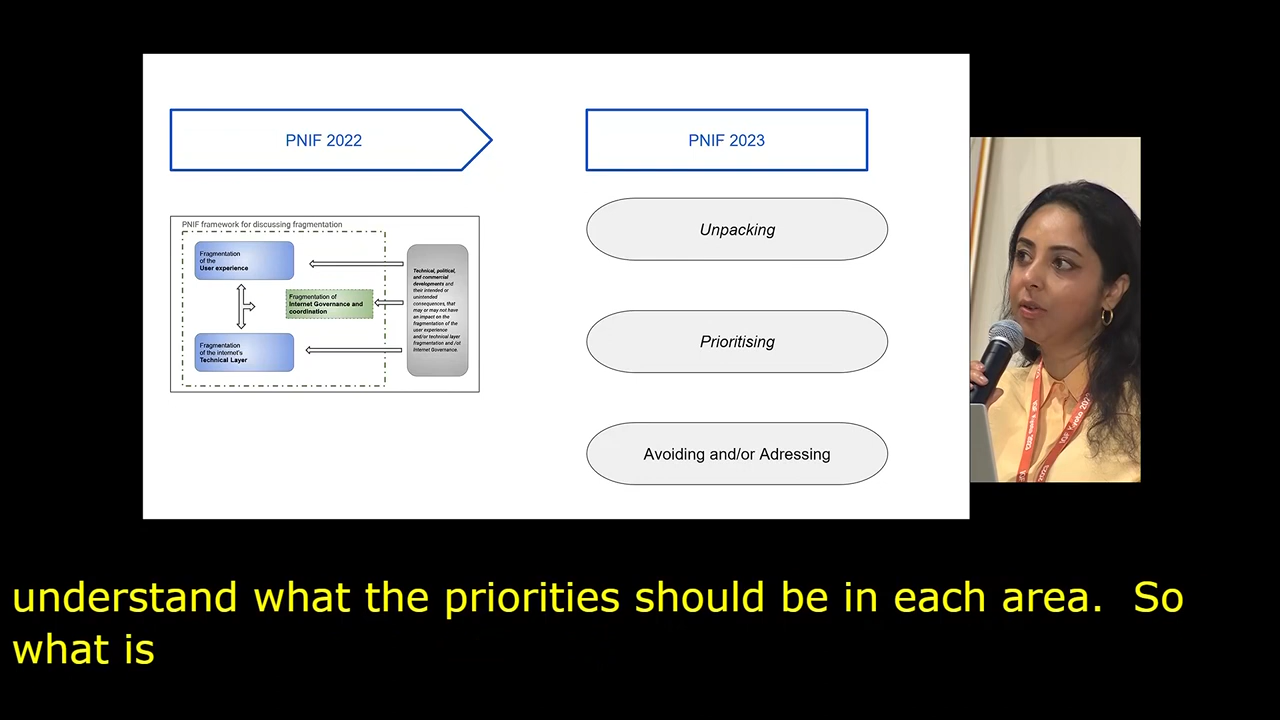 PNIF 2022
PNIF 2023
PNIF framework for discussing fragmentation
Fragmentation
of the
User experience
Fragmentation of
Internet Governance and
coordination
Fragmentation
of the internet's
Technical Layer
Technical, political,
and commercial
developments and
their intended or
unintended
consequences, that
may or may not have
an impact on the
fragmentation of the
user experience
and/or technical layer
fragmentation and /or
Internet Governance.
Unpacking
Prioritising
Avoiding and/or Adressing
understand what the priorities should be in each area.  So
what is